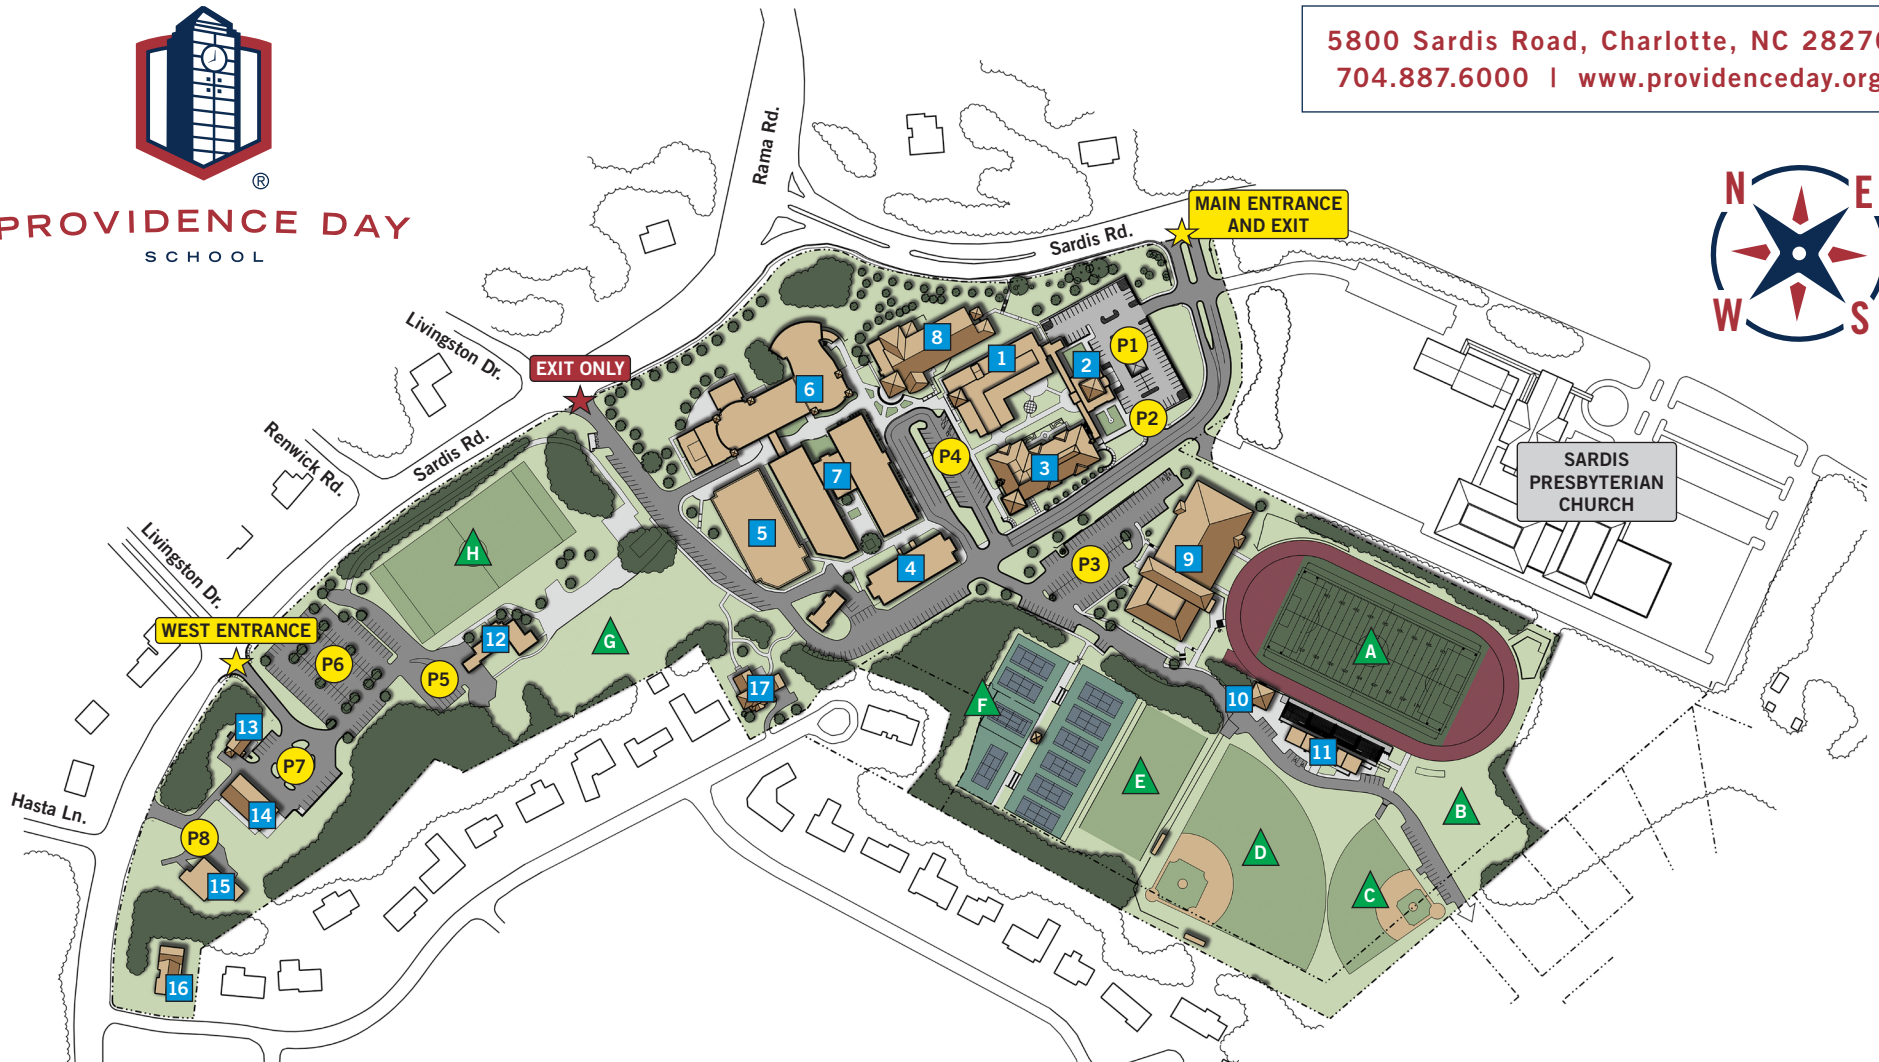 ®
PROVIDENCE DAY
SCHOOL
5800 Sardis Road, Charlotte, NC 28270
704.887.6000 | www.providenceday.org
N
E
W
S
Rama Rd.
MAIN ENTRANCE
AND EXIT
Sardis Rd.
Livingston Dr.
EXIT ONLY
Renwick Rd.
Sardis Rd.
Livingston Dr.
WEST ENTRANCE
Hasta Ln.
SARDIS
PRESBYTERIAN
CHURCH
8
1
2
P1
6
P2
P4
3
7
5
4
P3
9
H
12
G
A
P6
P5
17
F
10
13
11
P7
E
14
B
P8
D
15
C
16